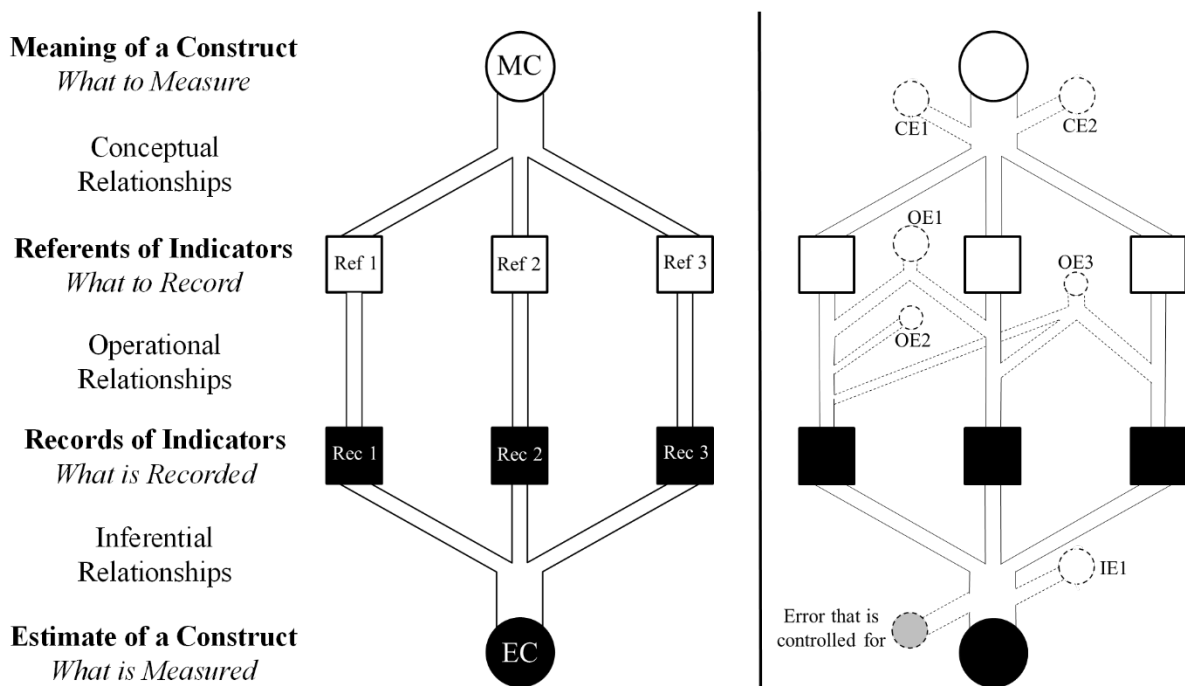 Meaning of a Construct
What to Measure
Conceptual
Relationships
Referents of Indicators
What to Record
Operational
Relationships
Records of Indicators
What is Recorded
Inferential
Relationships
Estimate of a Construct
What is Measured
MC
Ref 1
Ref 2
Ref 3
Rec 1
Rec 2
Rec 3
EC
CE1
CE2
OE1
OE3
OE2
IE1
Error that is
controlled for